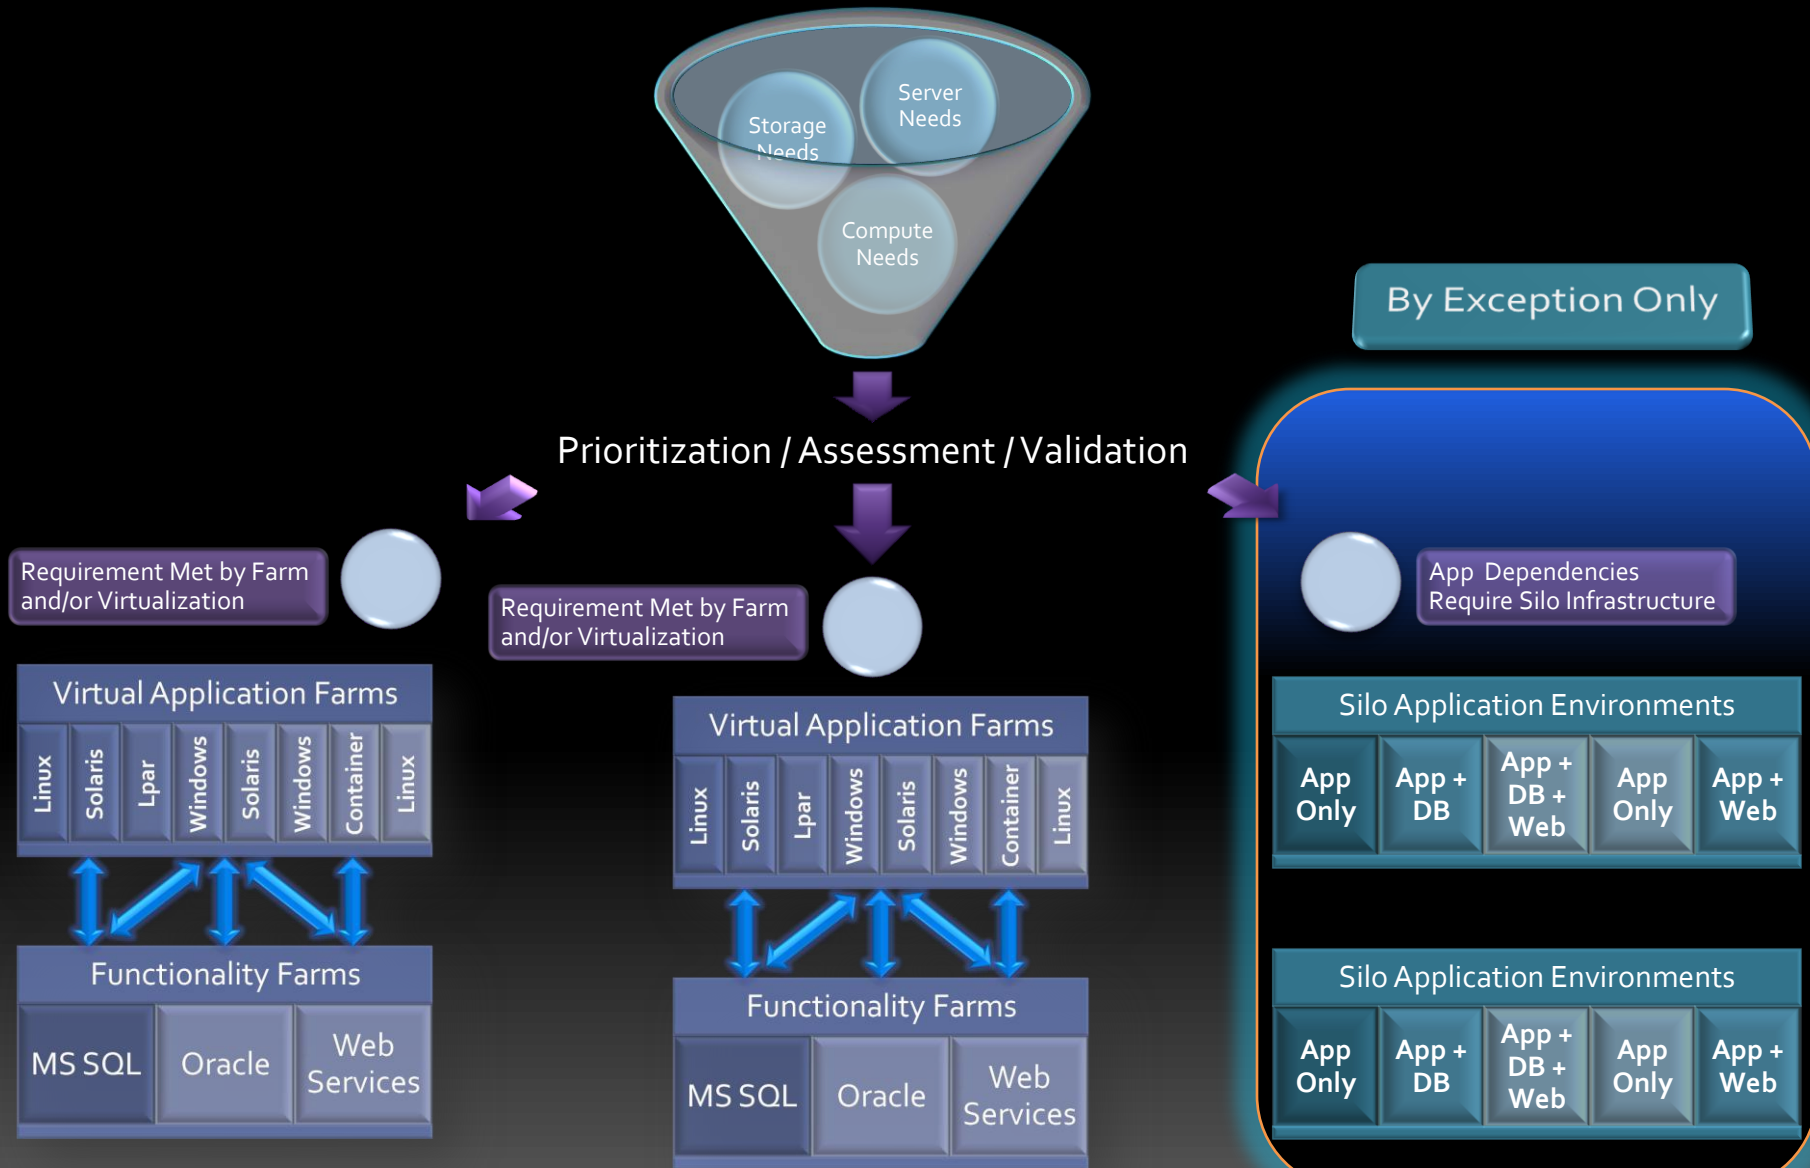 Server
Needs
Storage
Needs
Compute
Needs
By Exception Only
Prioritization / Assessment / Validation
Requirement Met by Farm
and/or Virtualization
Requirement Met by Farm
and/or Virtualization
App Dependencies
Require Silo Infrastructure
Virtual Application Farms
Linux
Solaris
Lpar
Windows
Solaris
Windows
Container
Linux
Functionality Farms
MS SQL
Oracle
Web
Services
Virtual Application Farms
Linux
Solaris
Lpar
Windows
Solaris
Windows
Container
Linux
Functionality Farms
MS SQL
Oracle
Web
Services
Silo Application Environments
App
Only
App +
DB
App +
DB +
Web
App
Only
App +
Web
Silo Application Environments
App
Only
App +
DB
App +
DB +
Web
App
Only
App +
Web